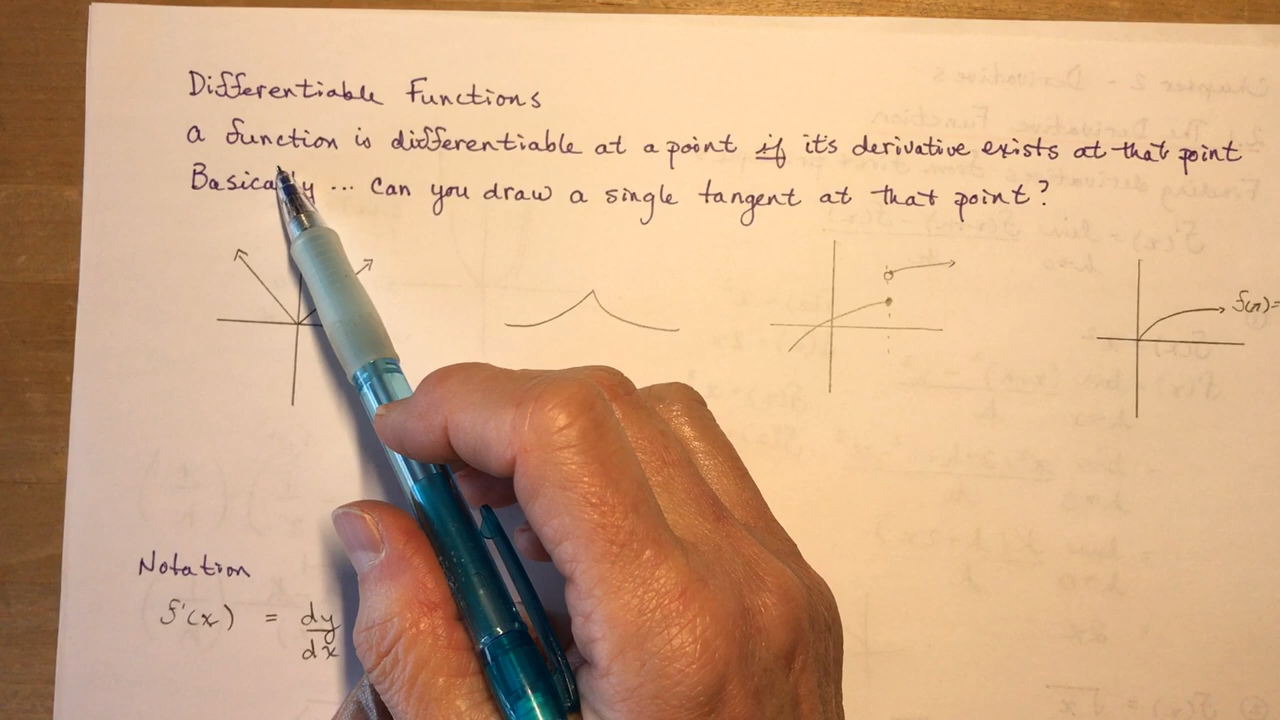 Differentiable Functions
a function is differentiable at a point if it's derivative exists at that point
Basically ... can you draw a single tangent at that point?
f(x)=
Notation
f'(x) = dy/dx